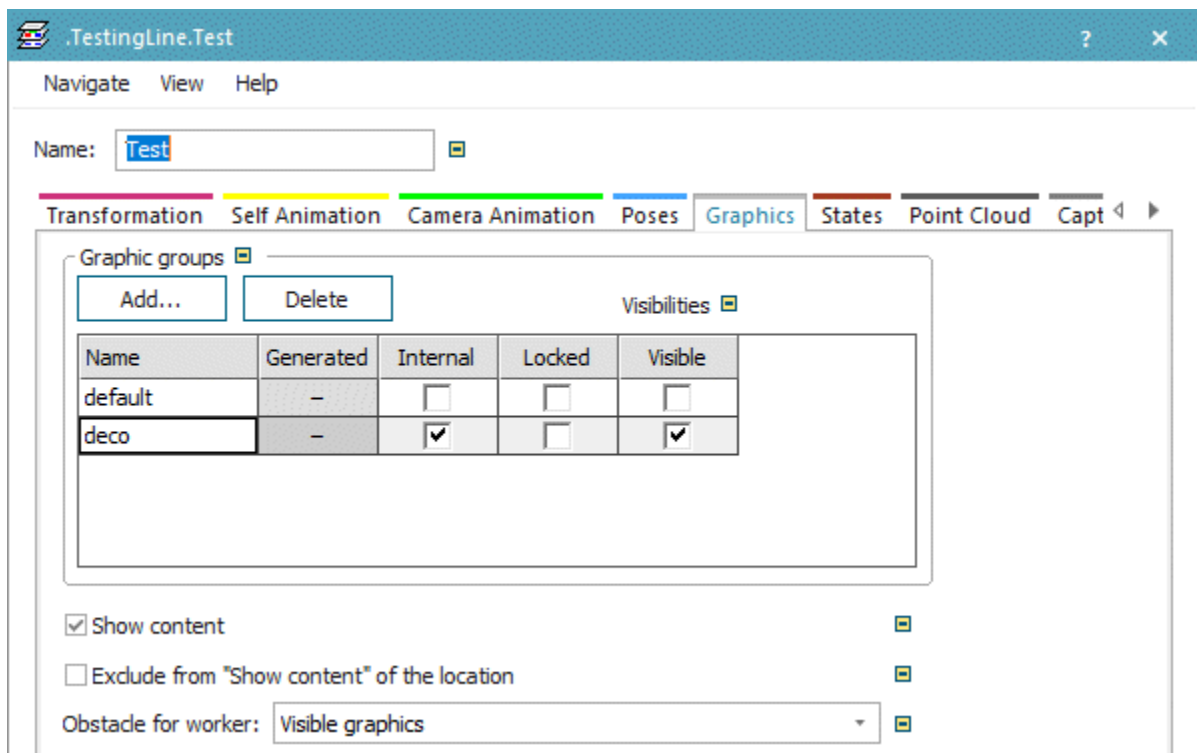 .TestingLine.Test ? ×
Navigate View Help
Name: Test
Transformation Self Animation Camera Animation Poses Graphics States Point Cloud Capt
Graphic groups
Add... Delete Visibilities
Name Generated Internal Locked Visible
default –
deco –
Show content
Exclude from "Show content" of the location
Obstacle for worker: Visible graphics